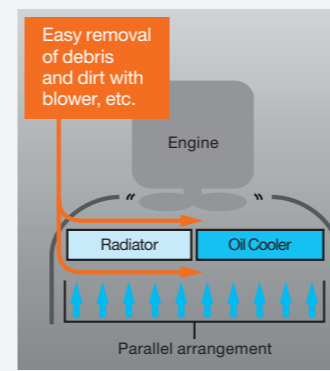 Easy removal
of debris
and dirt with
blower, etc.
Engine
Radiator
Oil Cooler
Parallel arrangement